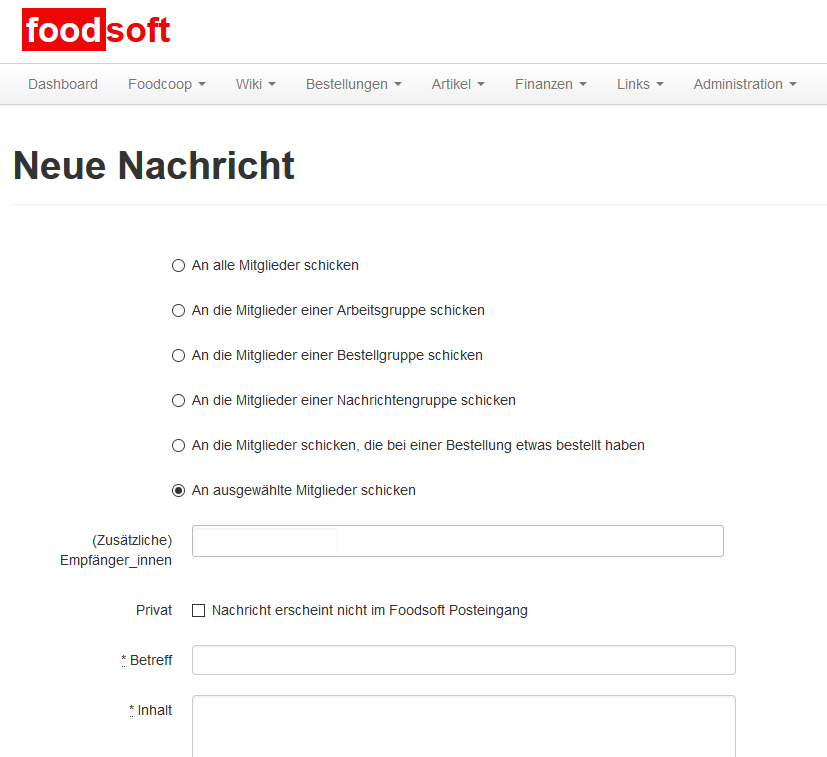 foodsoft
Dashboard Foodcoop Wiki Bestellungen Artikel Finanzen Links Administration
Neue Nachricht
An alle Mitglieder schicken
An die Mitglieder einer Arbeitsgruppe schicken
An die Mitglieder einer Bestellgruppe schicken
An die Mitglieder einer Nachrichtengruppe schicken
An die Mitglieder schicken, die bei einer Bestellung etwas bestellt haben
An ausgewählte Mitglieder schicken
(Zusätzliche)
Empfänger_innen
Privat Nachricht erscheint nicht im Foodsoft Posteingang
* Betreff
* Inhalt